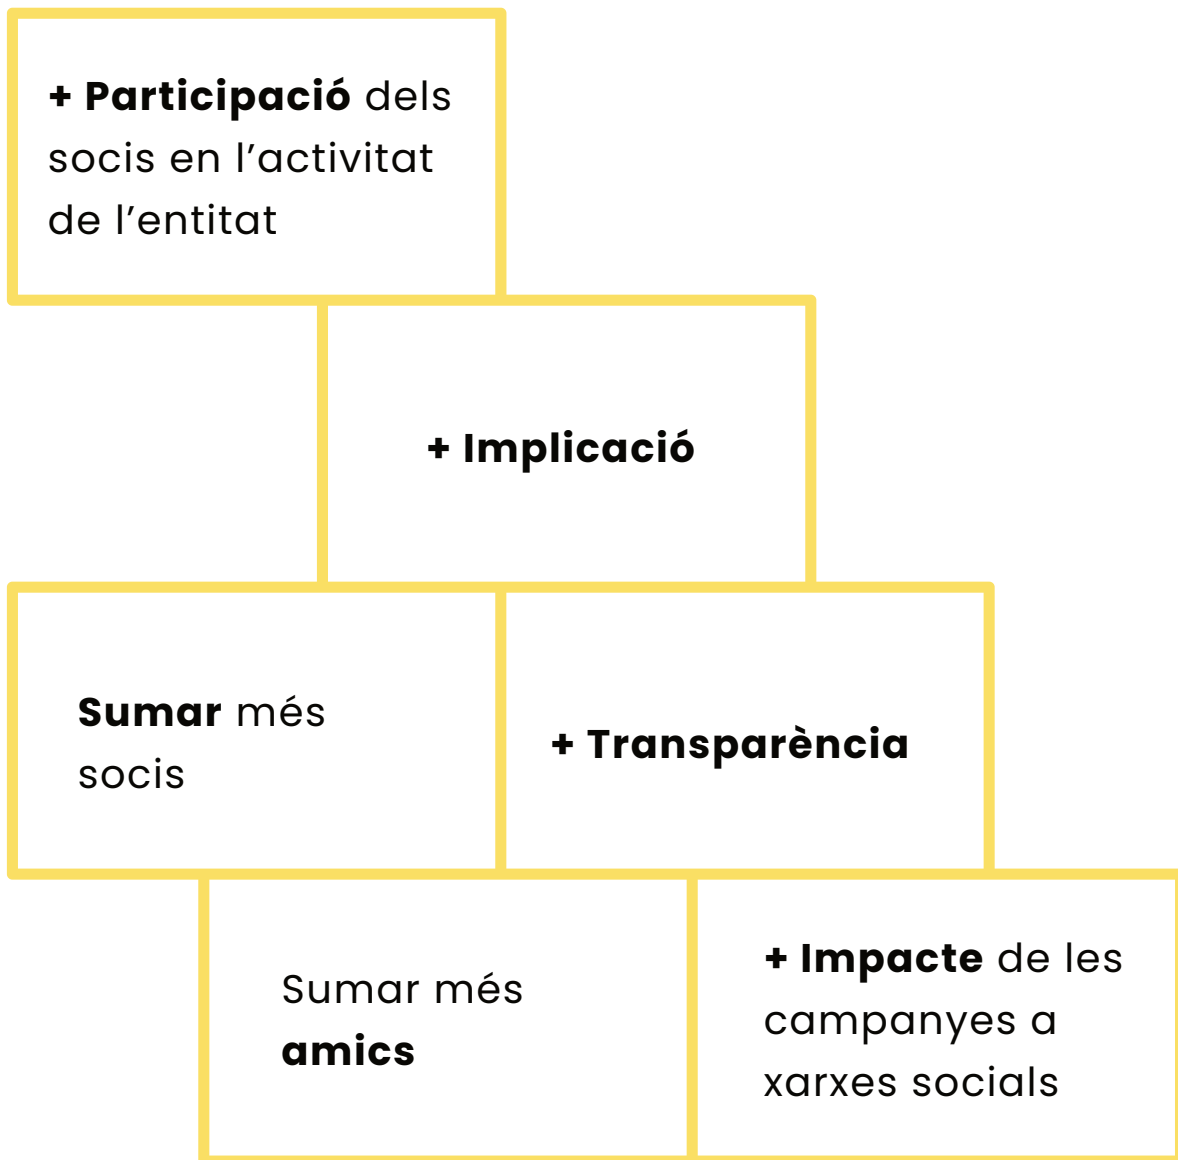 + Participació dels
socis en l’activitat
de l’entitat
+ Implicació
Sumar més
socis
+ Transparència
Sumar més
amics
+ Impacte de les
campanyes a
xarxes socials